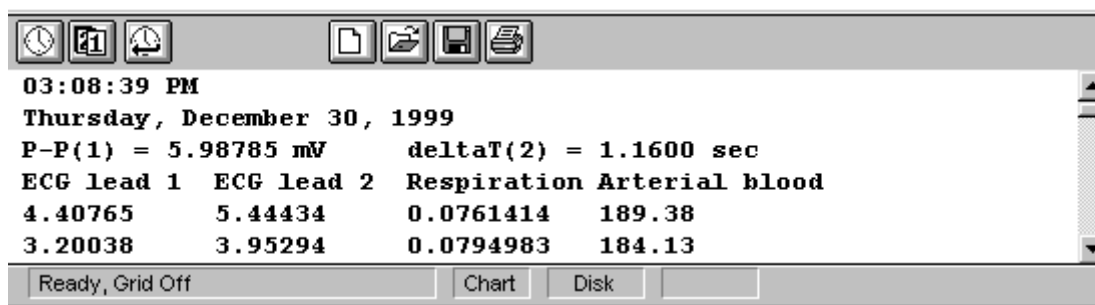 21
03:08:39 PM
Thursday, December 30, 1999
P-P(1) = 5.98785 mV deltaT(2) = 1.1600 sec
ECG lead 1 ECG lead 2 Respiration Arterial blood
4.40765 5.44434 0.0761414 189.38
3.20038 3.95294 0.0794983 184.13
Ready, Grid Off Chart Disk